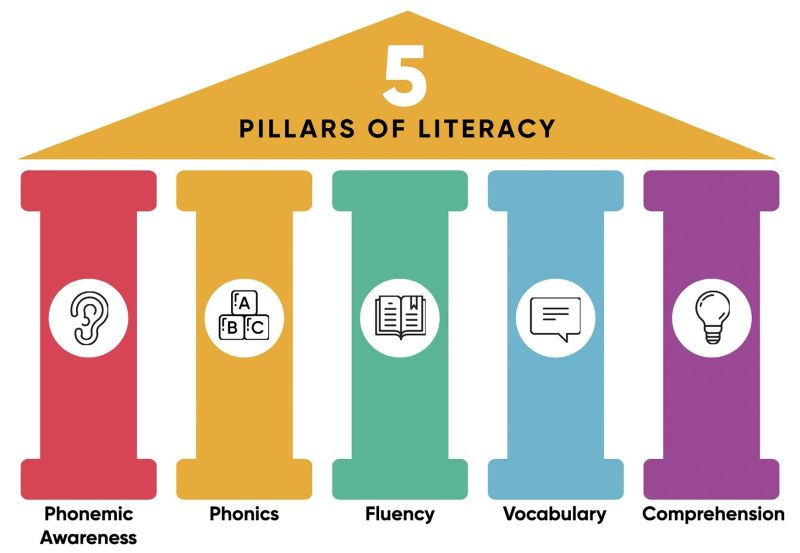 5
PILLARS OF LITERACY
A
B C
Phonemic
Awareness
Phonics
Fluency
Vocabulary
Comprehension